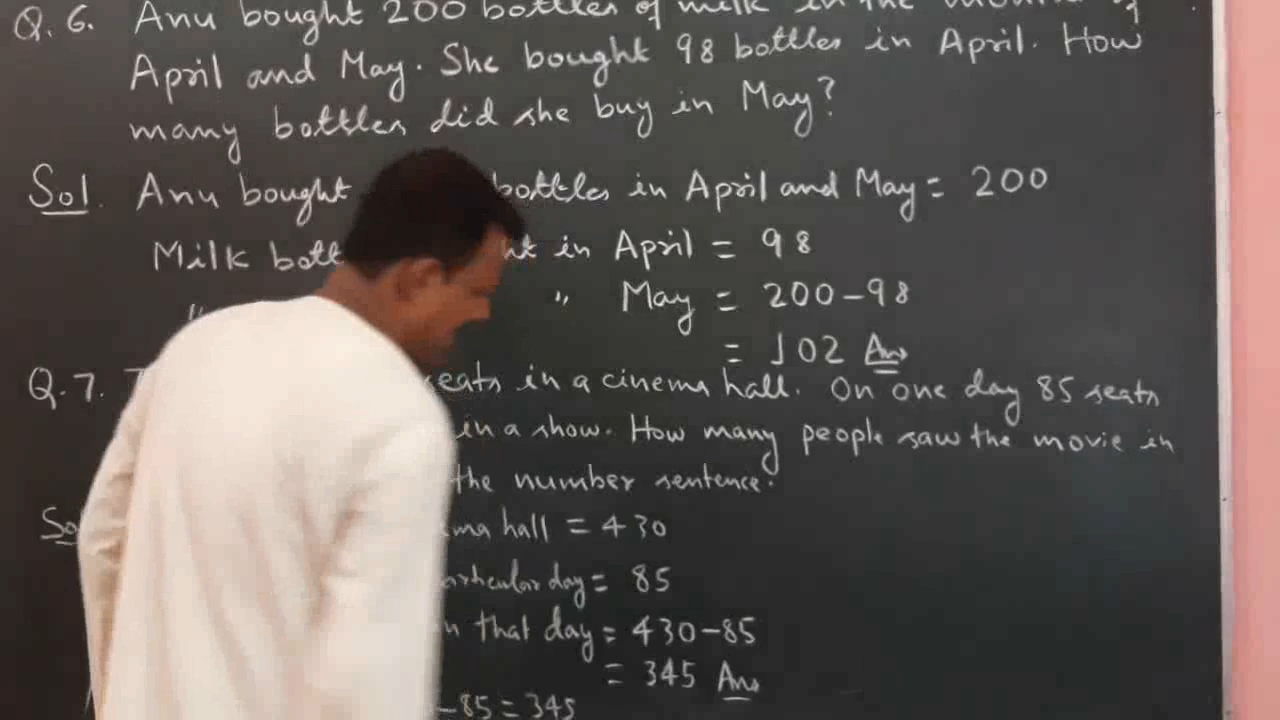 Q. 6. Anu bought 200 bottles of milk in the month of
April and May. She bought 98 bottles in April. How
many bottles did she buy in May?
Sol. Anu bought bottles in April and May = 200
Milk in April = 98
" " May = 200-98
= 102 Ans
Q. 7. seats in a cinema hall. On one day 85 seats
in a show. How many people saw the movie in
the number sentence.
hall = 430
day = 85
that day = 430-85
= 345 Ans
-85=345